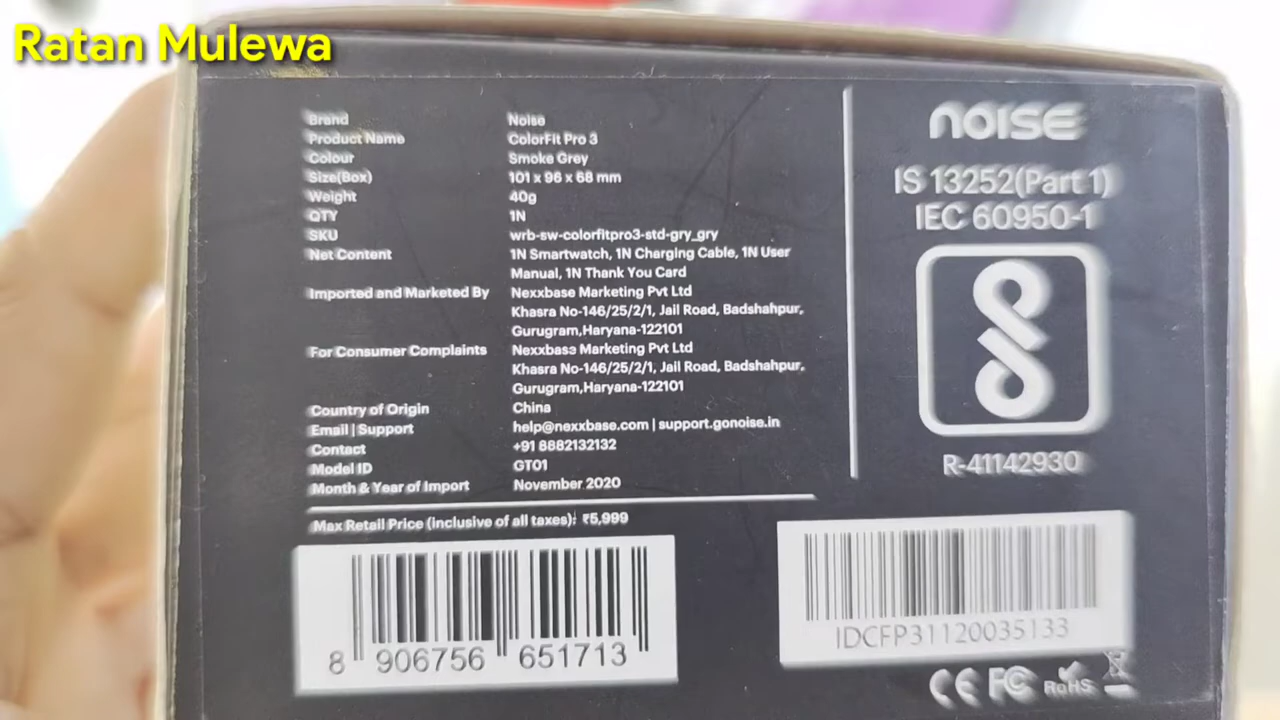 Ratan Mulewa
Brand Noise
Product Name ColorFit Pro 3
Colour Smoke Grey
Size(Box) 101 x 96 x 68 mm
Weight 40g
QTY 1N
SKU wrb-sw-colorfitpro3-std-gry_gry
Net Content 1N Smartwatch, 1N Charging Cable, 1N User
Manual, 1N Thank You Card
Imported and Marketed By Nexxbase Marketing Pvt Ltd
Khasra No-146/25/2/1, Jail Road, Badshahpur,
Gurugram,Haryana-122101
For Consumer Complaints Nexxbase Marketing Pvt Ltd
Khasra No-146/25/2/1, Jail Road, Badshahpur,
Gurugram,Haryana-122101
Country of Origin China
Email | Support help@nexxbase.com | support.gonoise.in
Contact +91 8882132132
Model ID GT01
Month & Year of Import November 2020
Max Retail Price (inclusive of all taxes): ₹5,999
8 906756 651713
NOISE
IS 13252(Part 1)
IEC 60950-1
R-41142930
IDCFP31120035133
CE FC RoHS